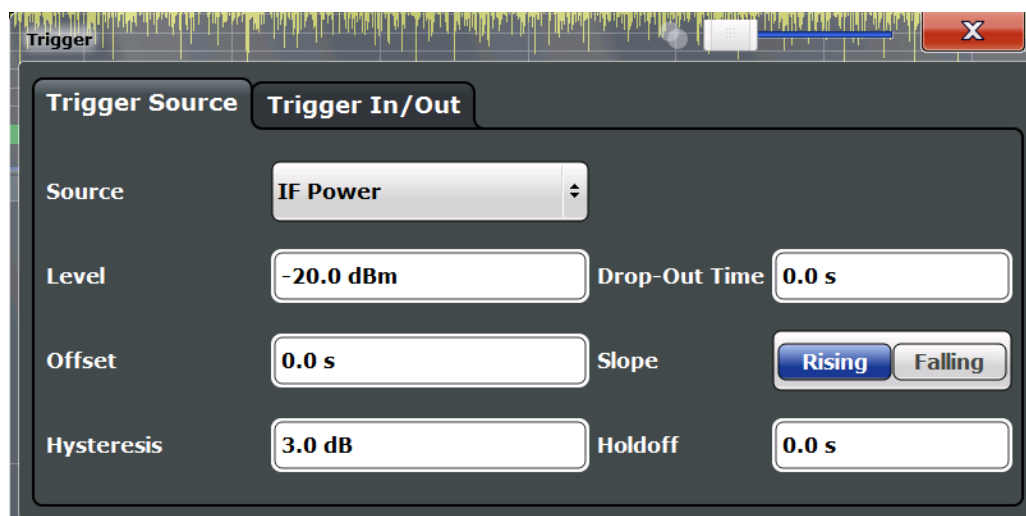 Trigger
X
Trigger Source Trigger In/Out
Source IF Power
Level -20.0 dBm Drop-Out Time 0.0 s
Offset 0.0 s Slope Rising Falling
Hysteresis 3.0 dB Holdoff 0.0 s